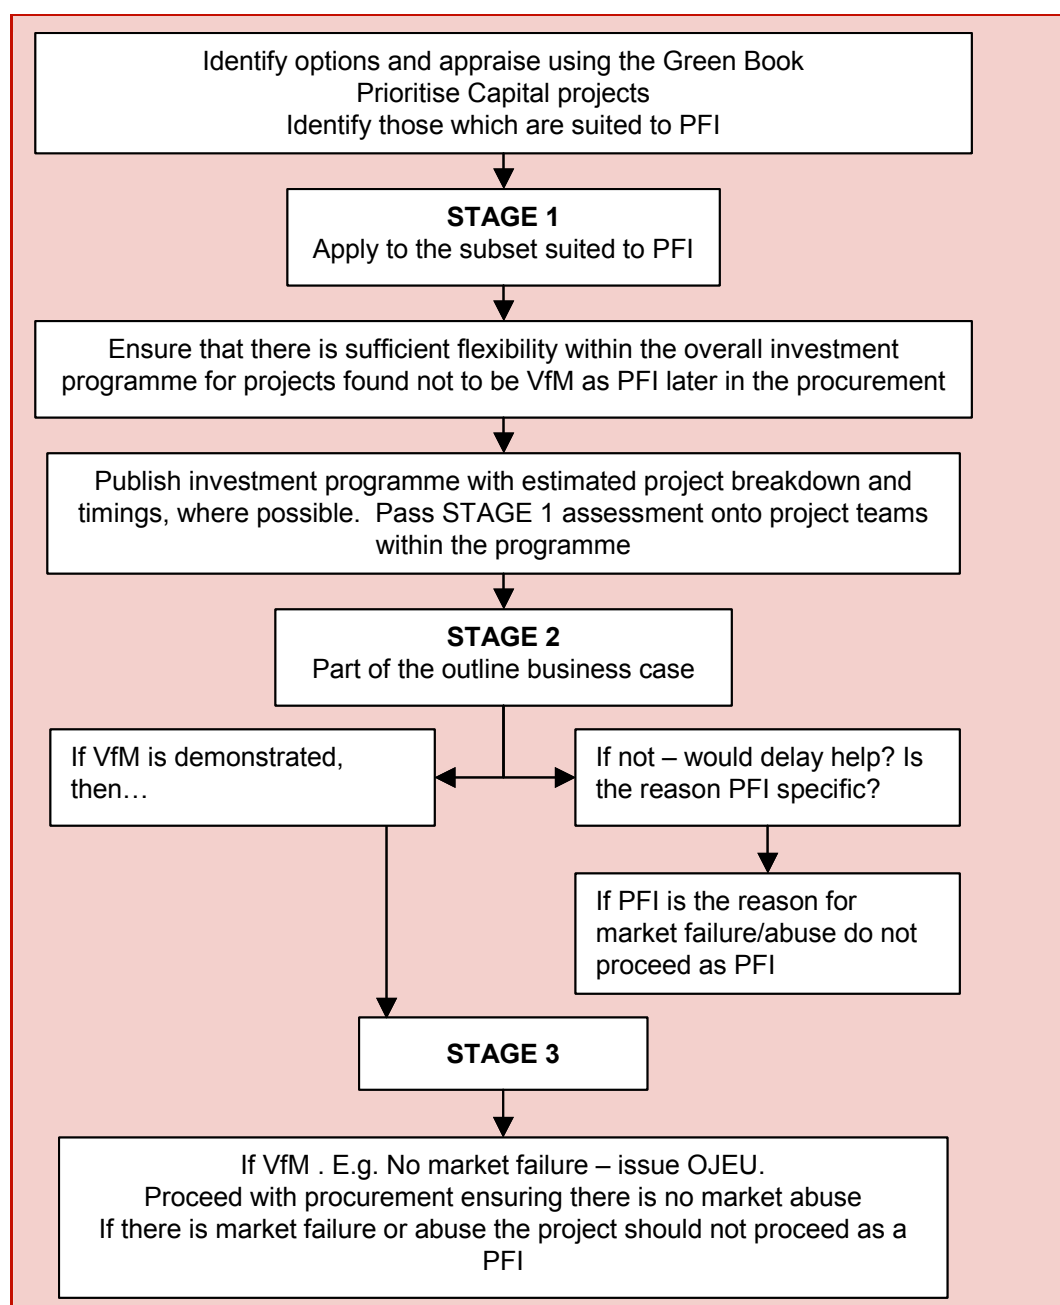 Identify options and appraise using the Green Book
Prioritise Capital projects
Identify those which are suited to PFI
STAGE 1
Apply to the subset suited to PFI
Ensure that there is sufficient flexibility within the overall investment
programme for projects found not to be VfM as PFI later in the procurement
Publish investment programme with estimated project breakdown and
timings, where possible.  Pass STAGE 1 assessment onto project teams
within the programme
STAGE 2
Part of the outline business case
If VfM is demonstrated,
then…
If not – would delay help? Is
the reason PFI specific?
If PFI is the reason for
market failure/abuse do not
proceed as PFI
STAGE 3
If VfM . E.g. No market failure – issue OJEU.
Proceed with procurement ensuring there is no market abuse
If there is market failure or abuse the project should not proceed as a
PFI